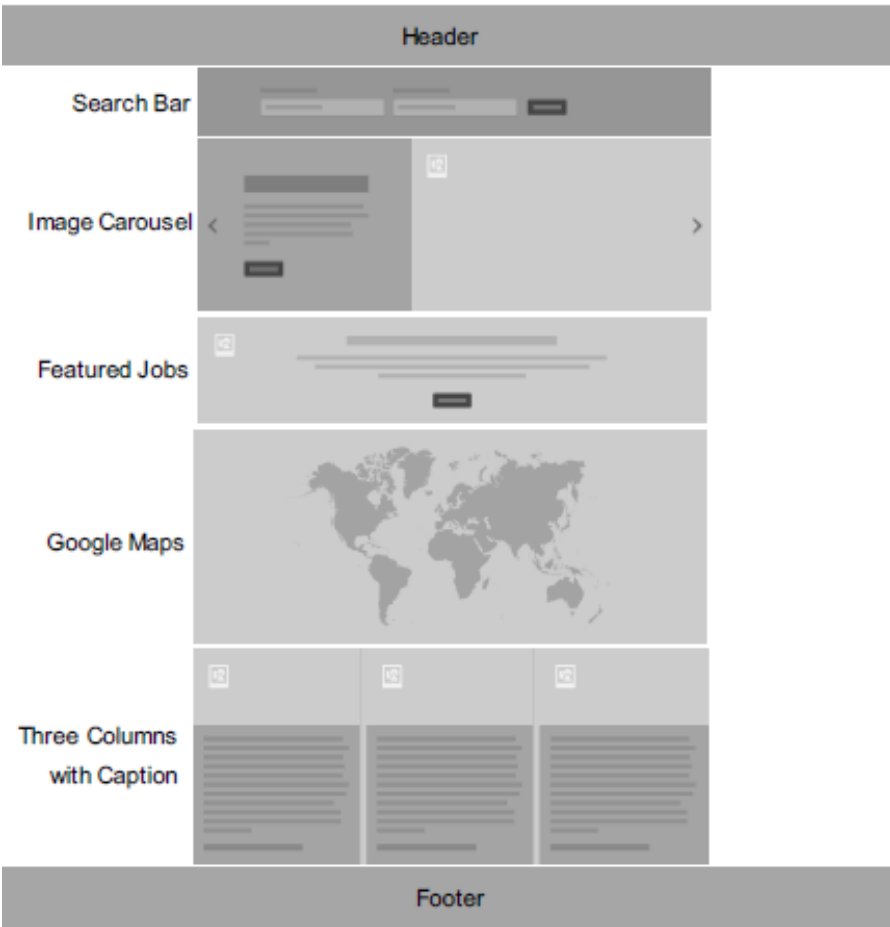 Header
Search Bar
Image Carousel
Featured Jobs
Google Maps
Three Columns
with Caption
Footer